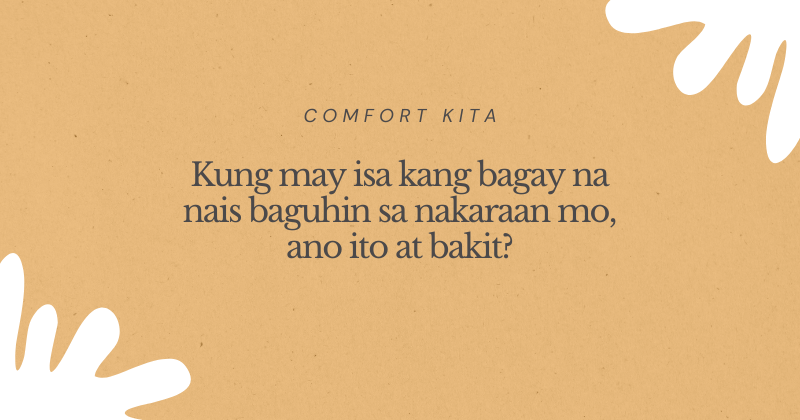 COMFORT KITA
Kung may isa kang bagay na
nais baguhin sa nakaraan mo,
ano ito at bakit?